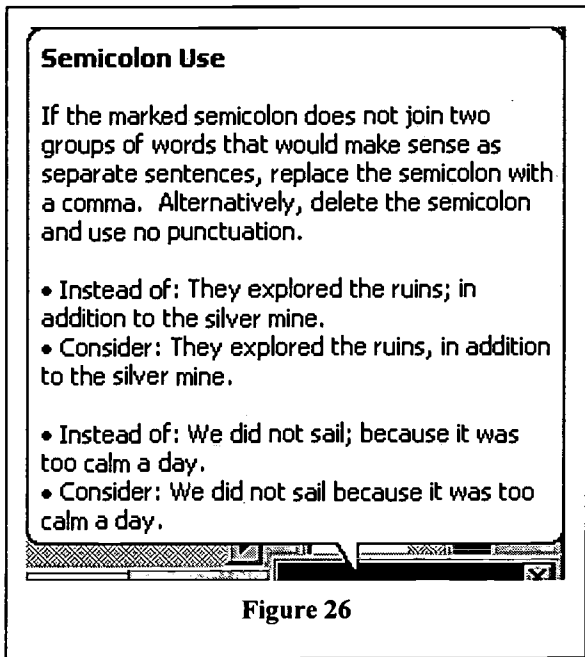 Semicolon Use
If the marked semicolon does not join two
groups of words that would make sense as
separate sentences, replace the semicolon with
a comma.  Alternatively, delete the semicolon
and use no punctuation.
• Instead of: They explored the ruins; in
addition to the silver mine.
• Consider: They explored the ruins, in addition
to the silver mine.
• Instead of: We did not sail; because it was
too calm a day.
• Consider: We did not sail because it was too
calm a day.
Figure 26